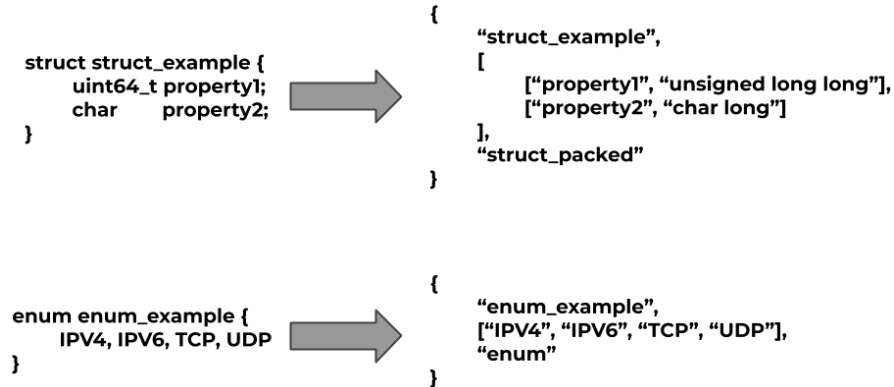 struct struct_example {
uint64_t property1;
char property2;
}
{
“struct_example”,
[
[“property1”, “unsigned long long”],
[“property2”, “char long”]
],
“struct_packed”
}
enum enum_example {
IPV4, IPV6, TCP, UDP
}
{
“enum_example”,
[“IPV4”, “IPV6”, “TCP”, “UDP”],
“enum”
}